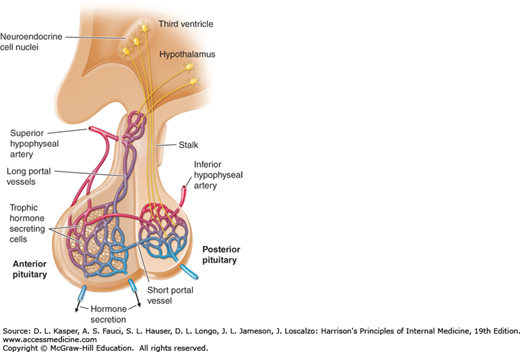 Third ventricle
Neuroendocrine
cell nuclei
Hypothalamus
Superior
hypophyseal
artery
Stalk
Inferior
hypophyseal
artery
Long portal
vessels
Trophic
hormone
secreting
cells
Anterior
pituitary
Posterior
pituitary
Short portal
vessel
Hormone
secretion
Source: D. L. Kasper, A. S. Fauci, S. L. Hauser, D. L. Longo, J. L. Jameson, J. Loscalzo: Harrison's Principles of Internal Medicine, 19th Edition.
www.accessmedicine.com
Copyright © McGraw-Hill Education. All rights reserved.